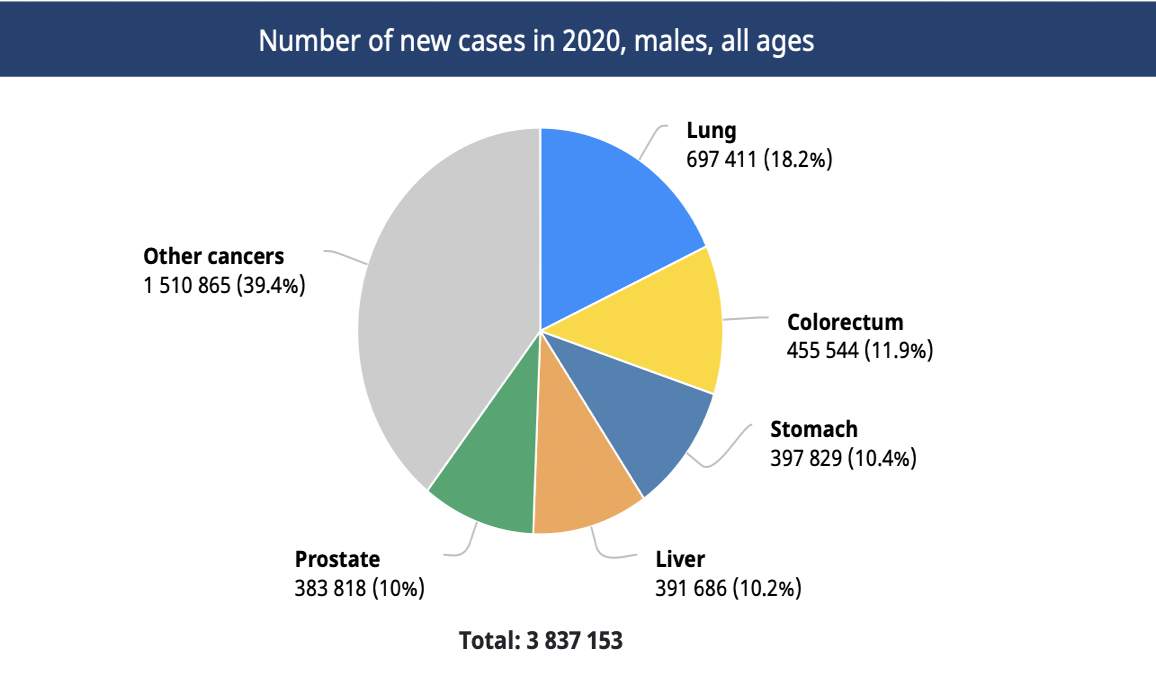 Number of new cases in 2020, males, all ages
Lung
697 411 (18.2%)
Colorectum
455 544 (11.9%)
Stomach
397 829 (10.4%)
Liver
391 686 (10.2%)
Prostate
383 818 (10%)
Other cancers
1 510 865 (39.4%)
Total: 3 837 153